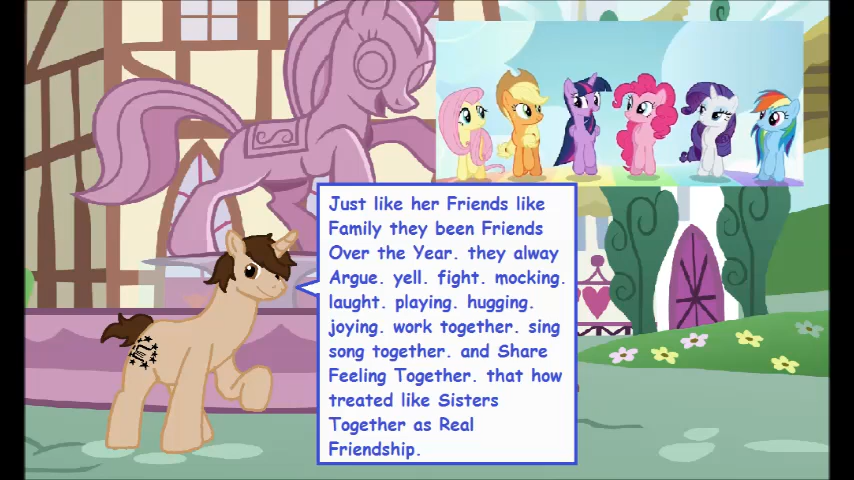 Just like her Friends like
Family they been Friends
Over the Year. they alway
Argue. yell. fight. mocking.
laught. playing. hugging.
joying. work together. sing
song together. and Share
Feeling Together. that how
treated like Sisters
Together as Real
Friendship.